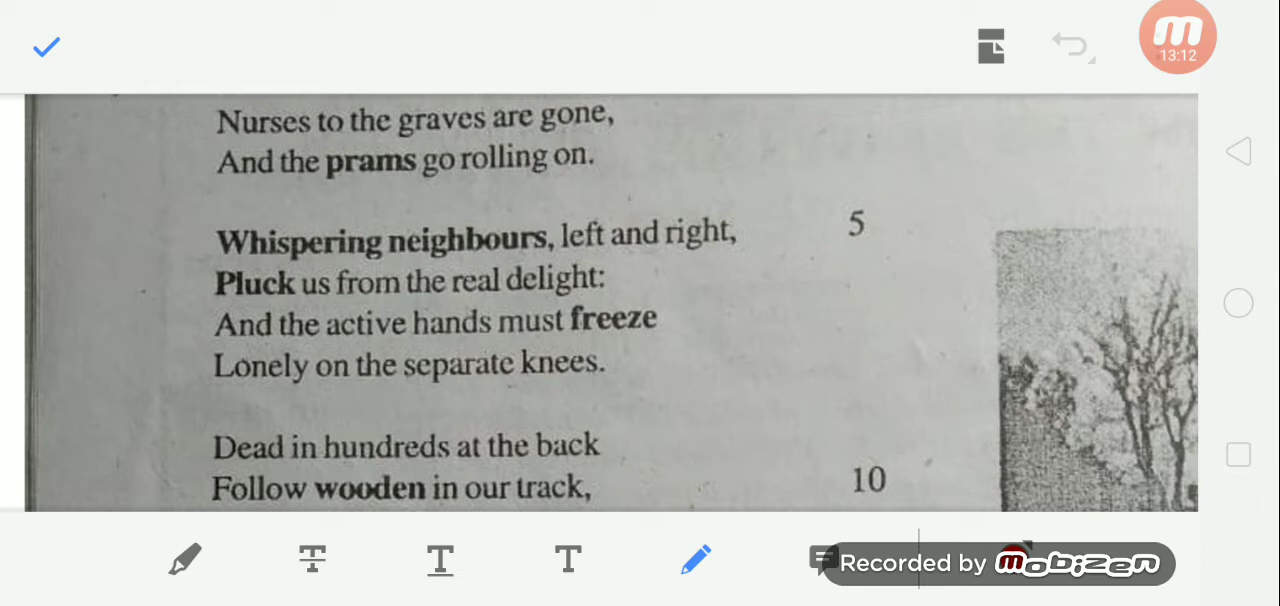 13:12
Nurses to the graves are gone,
And the prams go rolling on.
Whispering neighbours, left and right,
5
Pluck us from the real delight:
And the active hands must freeze
Lonely on the separate knees.
Dead in hundreds at the back
Follow wooden in our track,
10
T
T
T
Recorded by mobizen